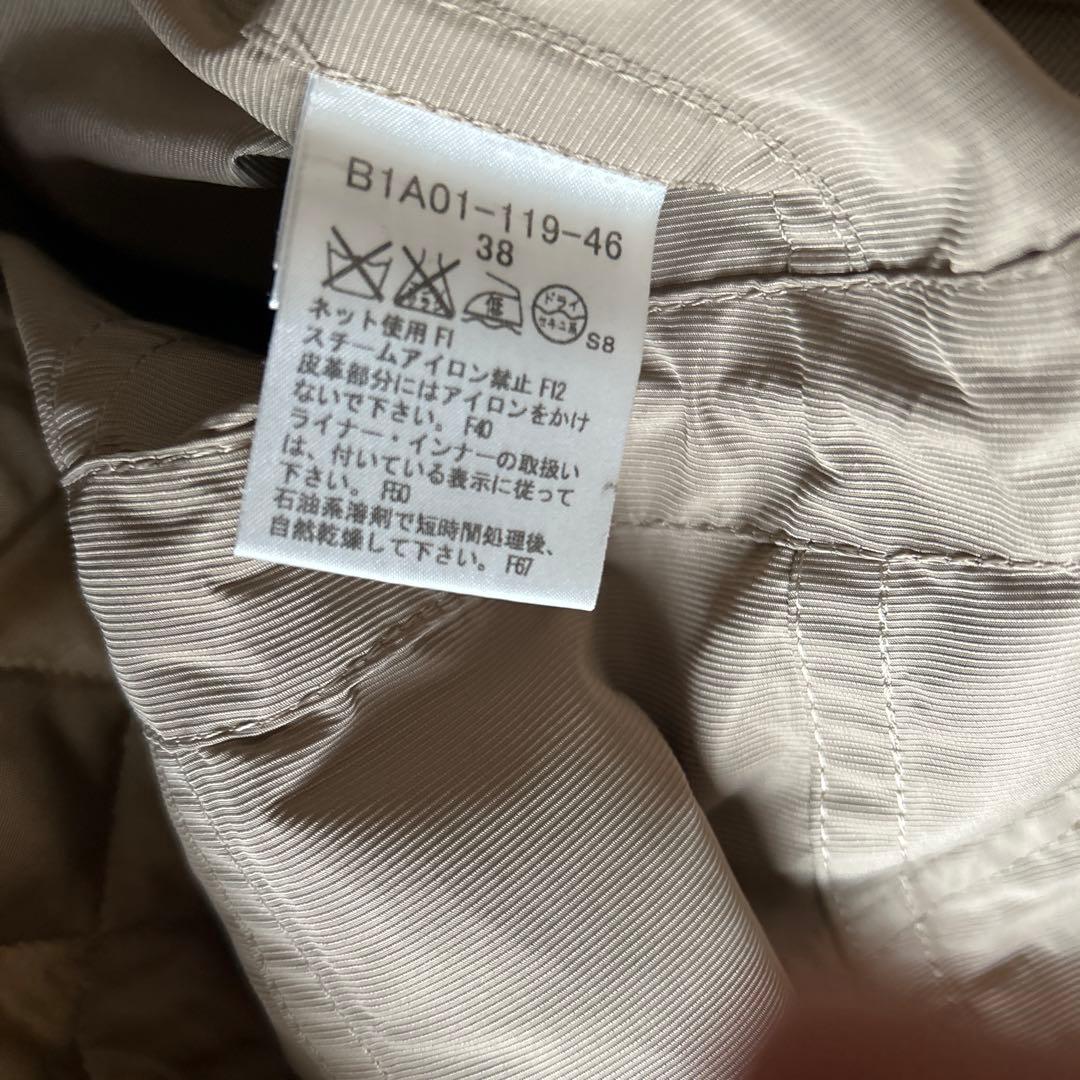 B1A01-119-46
38
低 ドライ セキユ系 S8
ネット使用 F1
スチームアイロン禁止 F12
皮革部分にはアイロンをかけ
ないで下さい。 F40
ライナー・インナーの取扱い
は、付いている表示に従って
下さい。 F50
石油系溶剤で短時間処理後、
自然乾燥して下さい。 F67